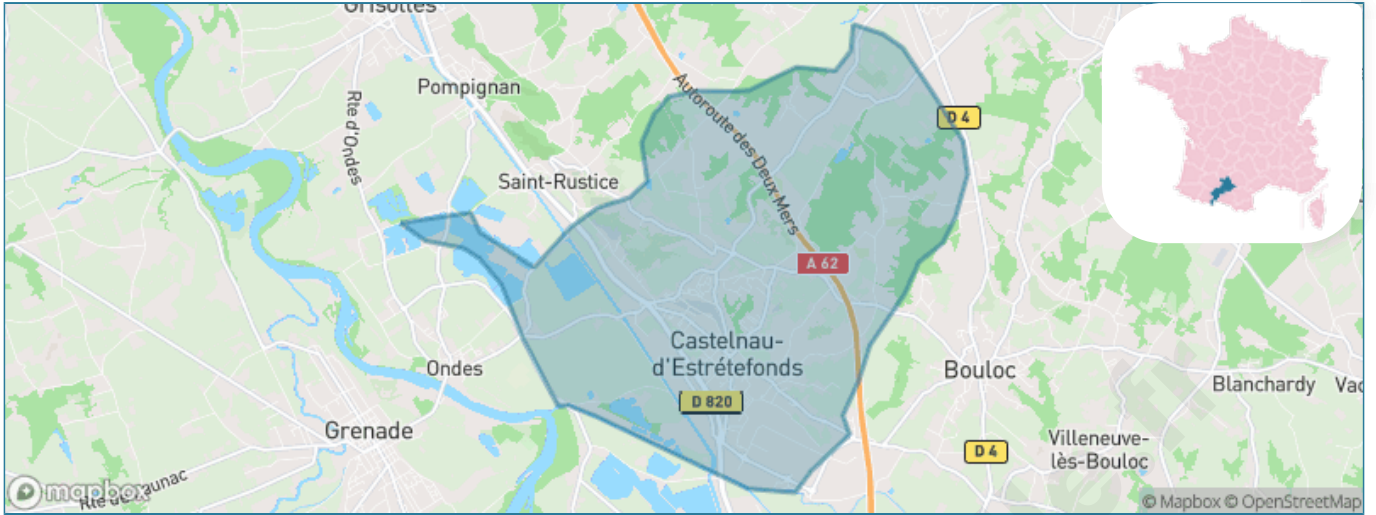 Grisolles
Pompignan
Rte d'Ondes
Autoroute des Deux Mers
D 4
Saint-Rustice
A 62
Castelnau-
d'Estrétefonds
D 820
Ondes
Bouloc
Blanchardy
Grenade
Villeneuve-
lès-Bouloc
D 4
mapbox
© Mapbox © OpenStreetMap